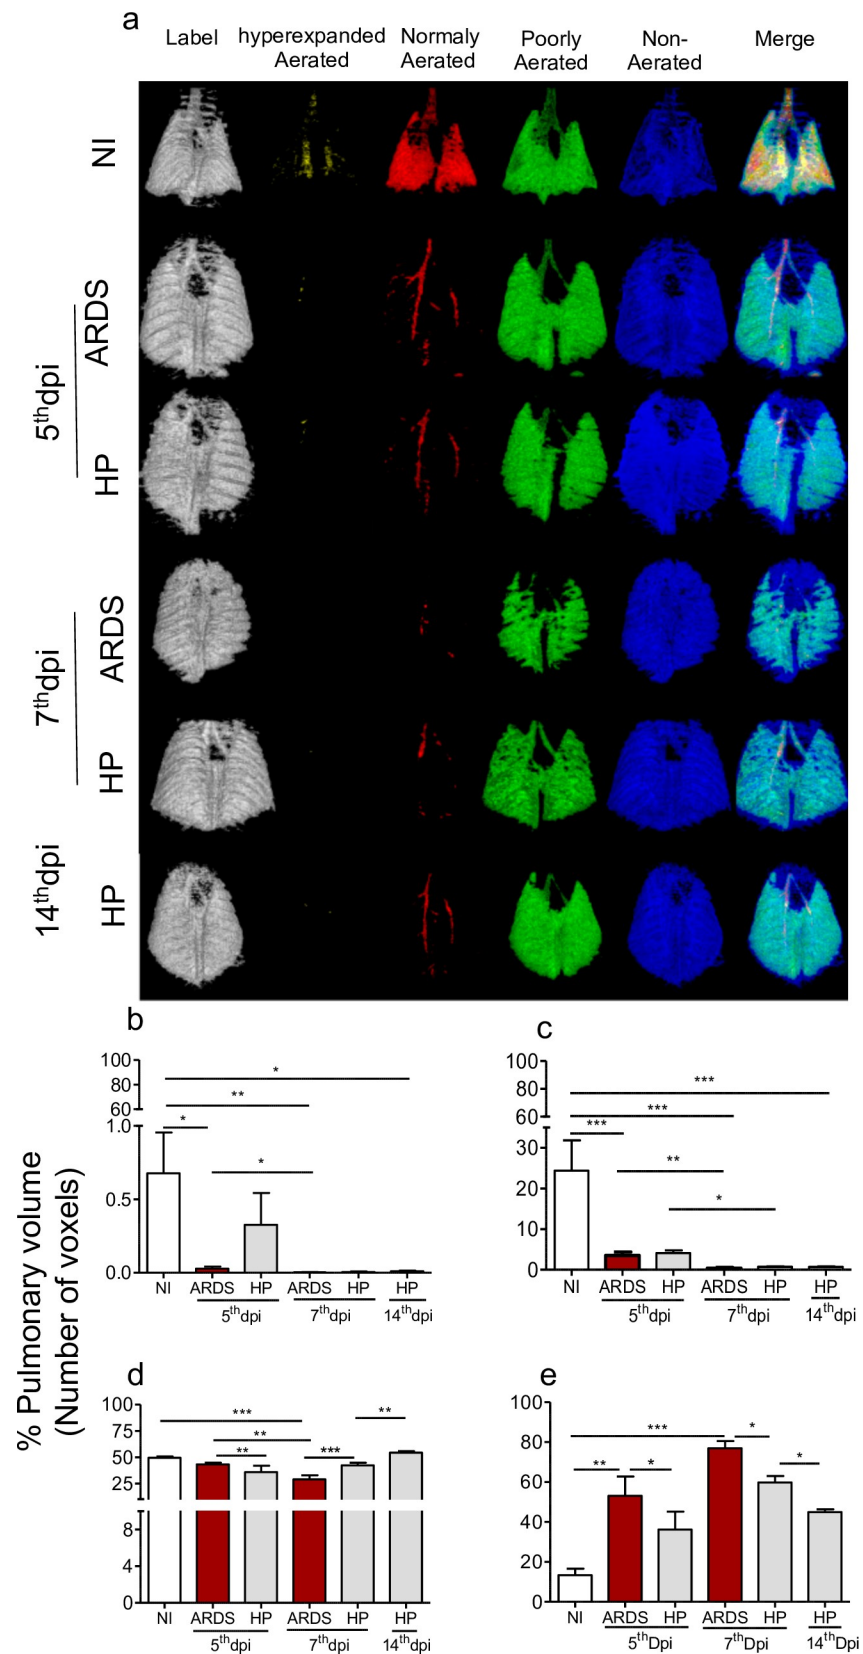 a
Label
hyperexpanded
Aerated
Normaly
Aerated
Poorly
Aerated
Non-
Aerated
Merge
NI
5thdpi
ARDS
HP
7thdpi
ARDS
HP
14thdpi
HP
% Pulmonary volume
(Number of voxels)
b
100
80
60
1.0
0.5
0.0
*
**
*
*
NI ARDS HP ARDS HP HP
5thdpi 7thdpi 14thdpi
c
100
80
60
30
20
10
0
***
***
***
**
*
NI ARDS HP ARDS HP HP
5thdpi 7thdpi 14thdpi
d
100
75
50
25
8
4
0
***
**
**
**
***
NI ARDS HP ARDS HP HP
5thdpi 7thdpi 14thdpi
e
100
80
60
40
20
0
***
*
**
*
*
NI ARDS HP ARDS HP HP
5thDpi 7thDpi 14thDpi